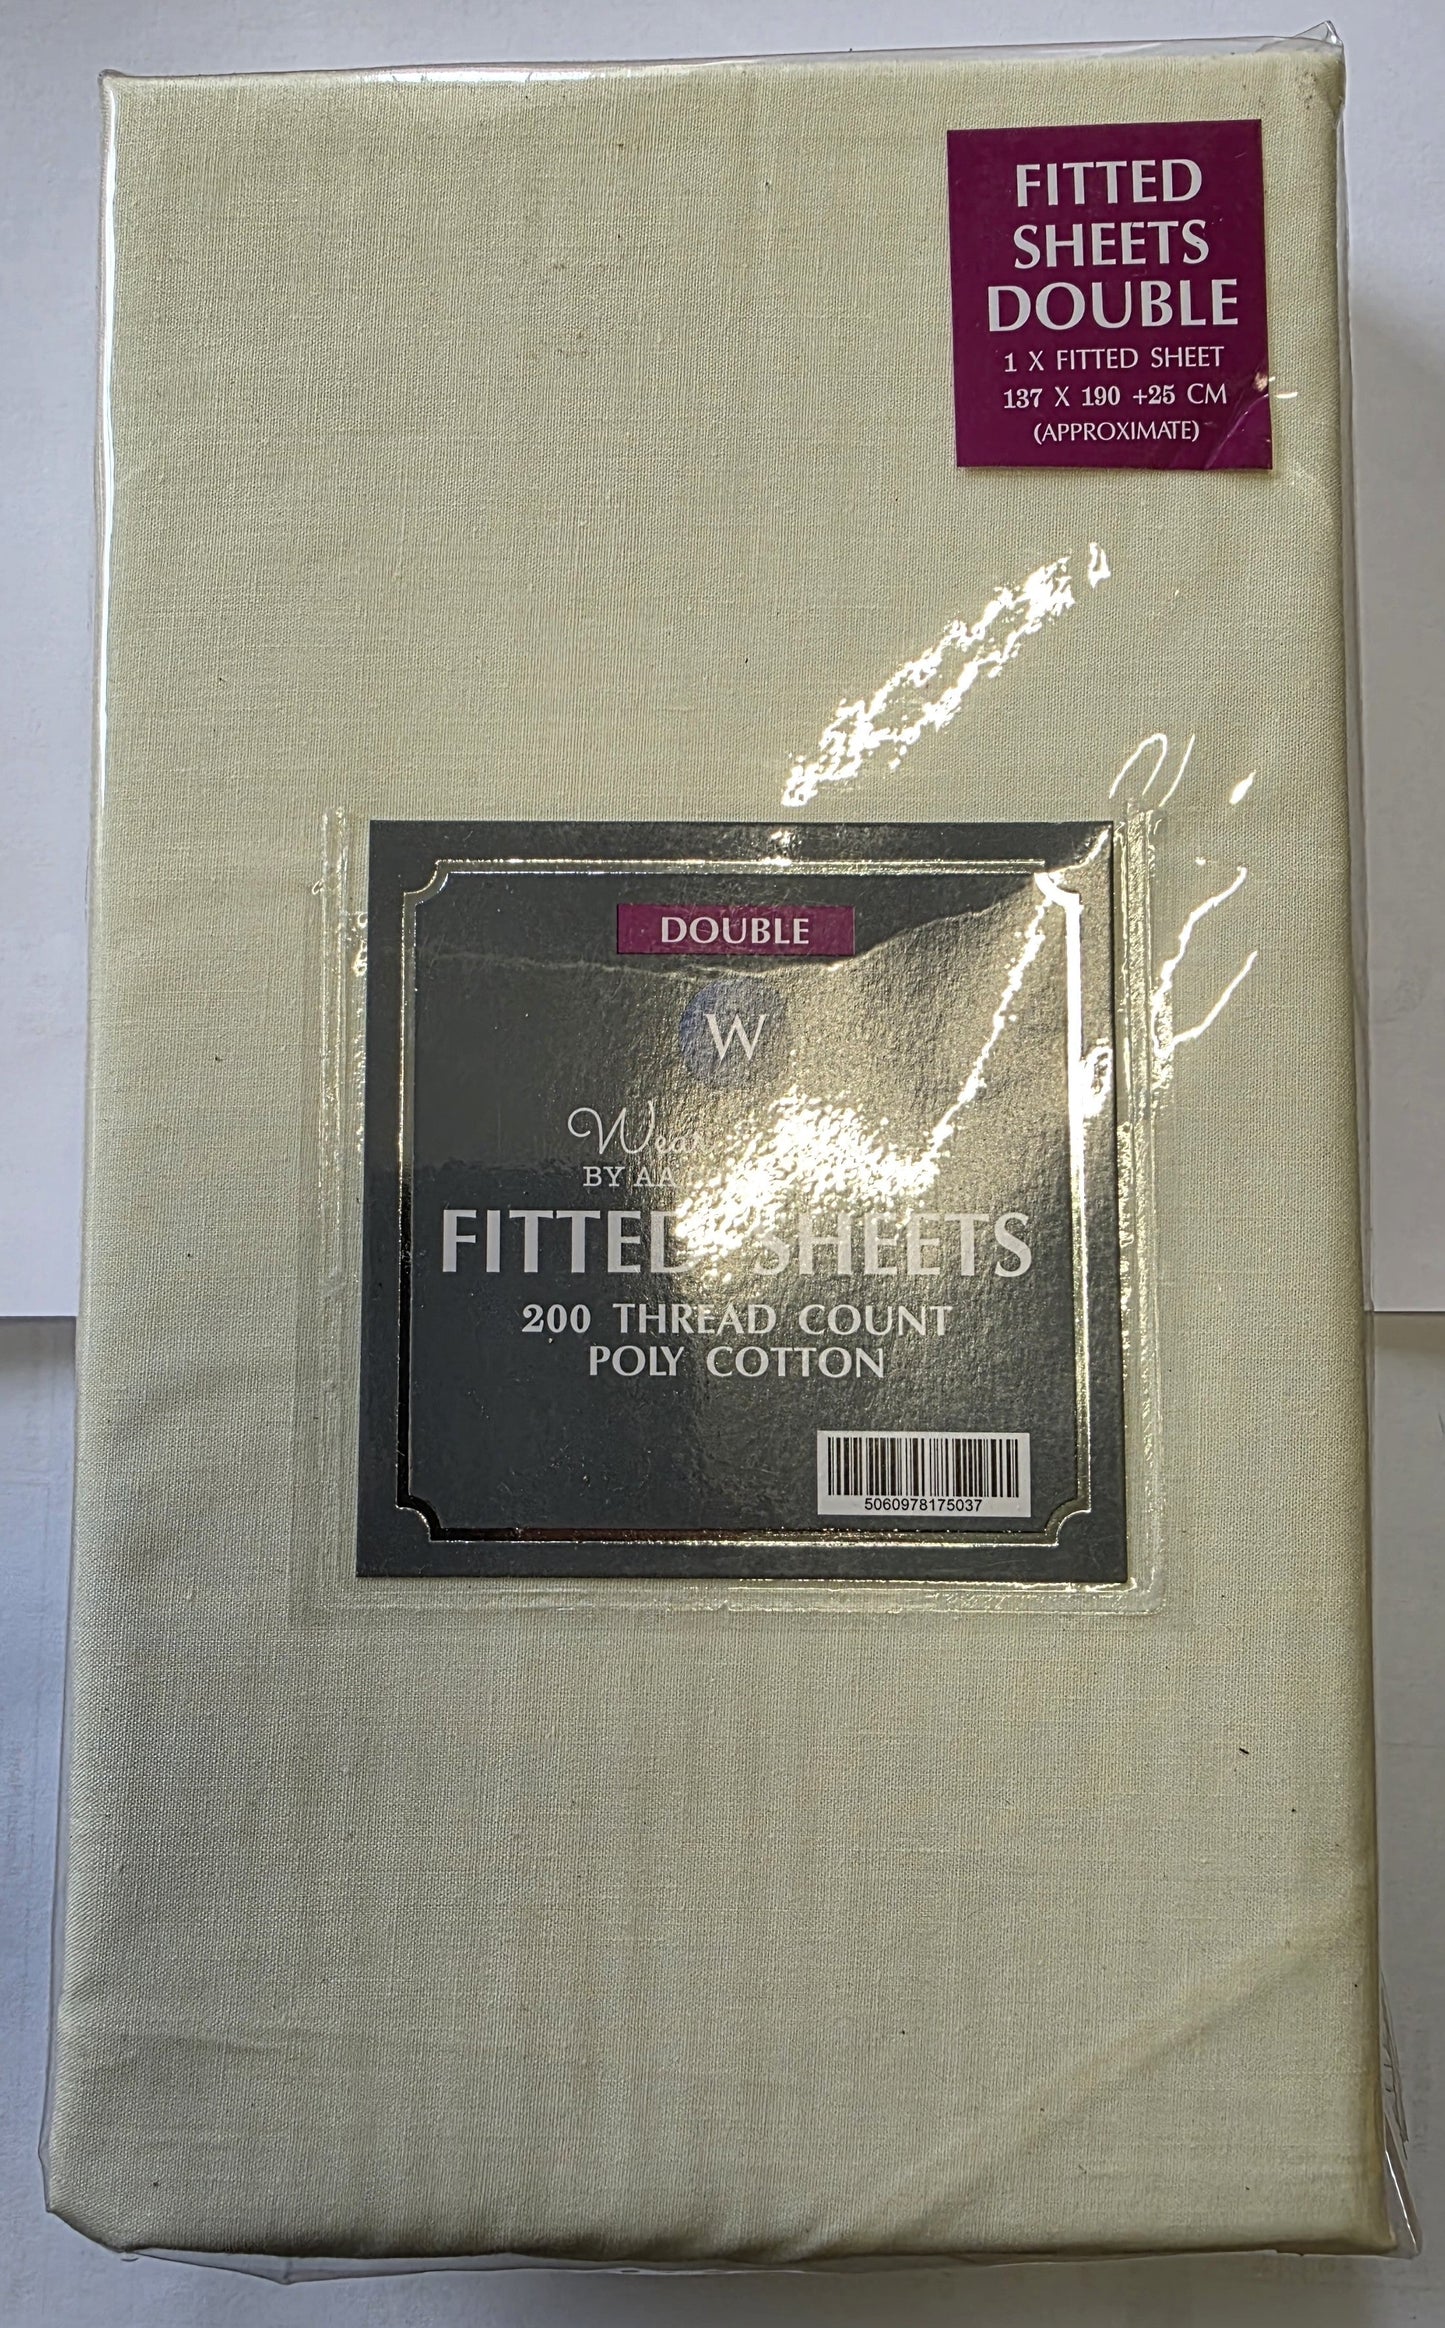 FITTED
SHEETS
DOUBLE
1 X FITTED SHEET
137 X 190 +25 CM
(APPROXIMATE)
DOUBLE
W
BY
FITTED SHEETS
200 THREAD COUNT
POLY COTTON
5060978175037